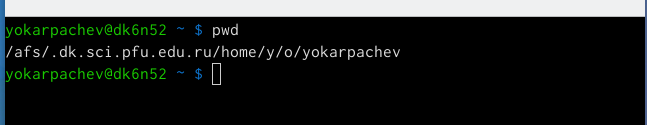 yokarpachev@dk6n52 ~ $ pwd
/afs/.dk.sci.pfu.edu.ru/home/y/o/yokarpachev
yokarpachev@dk6n52 ~ $